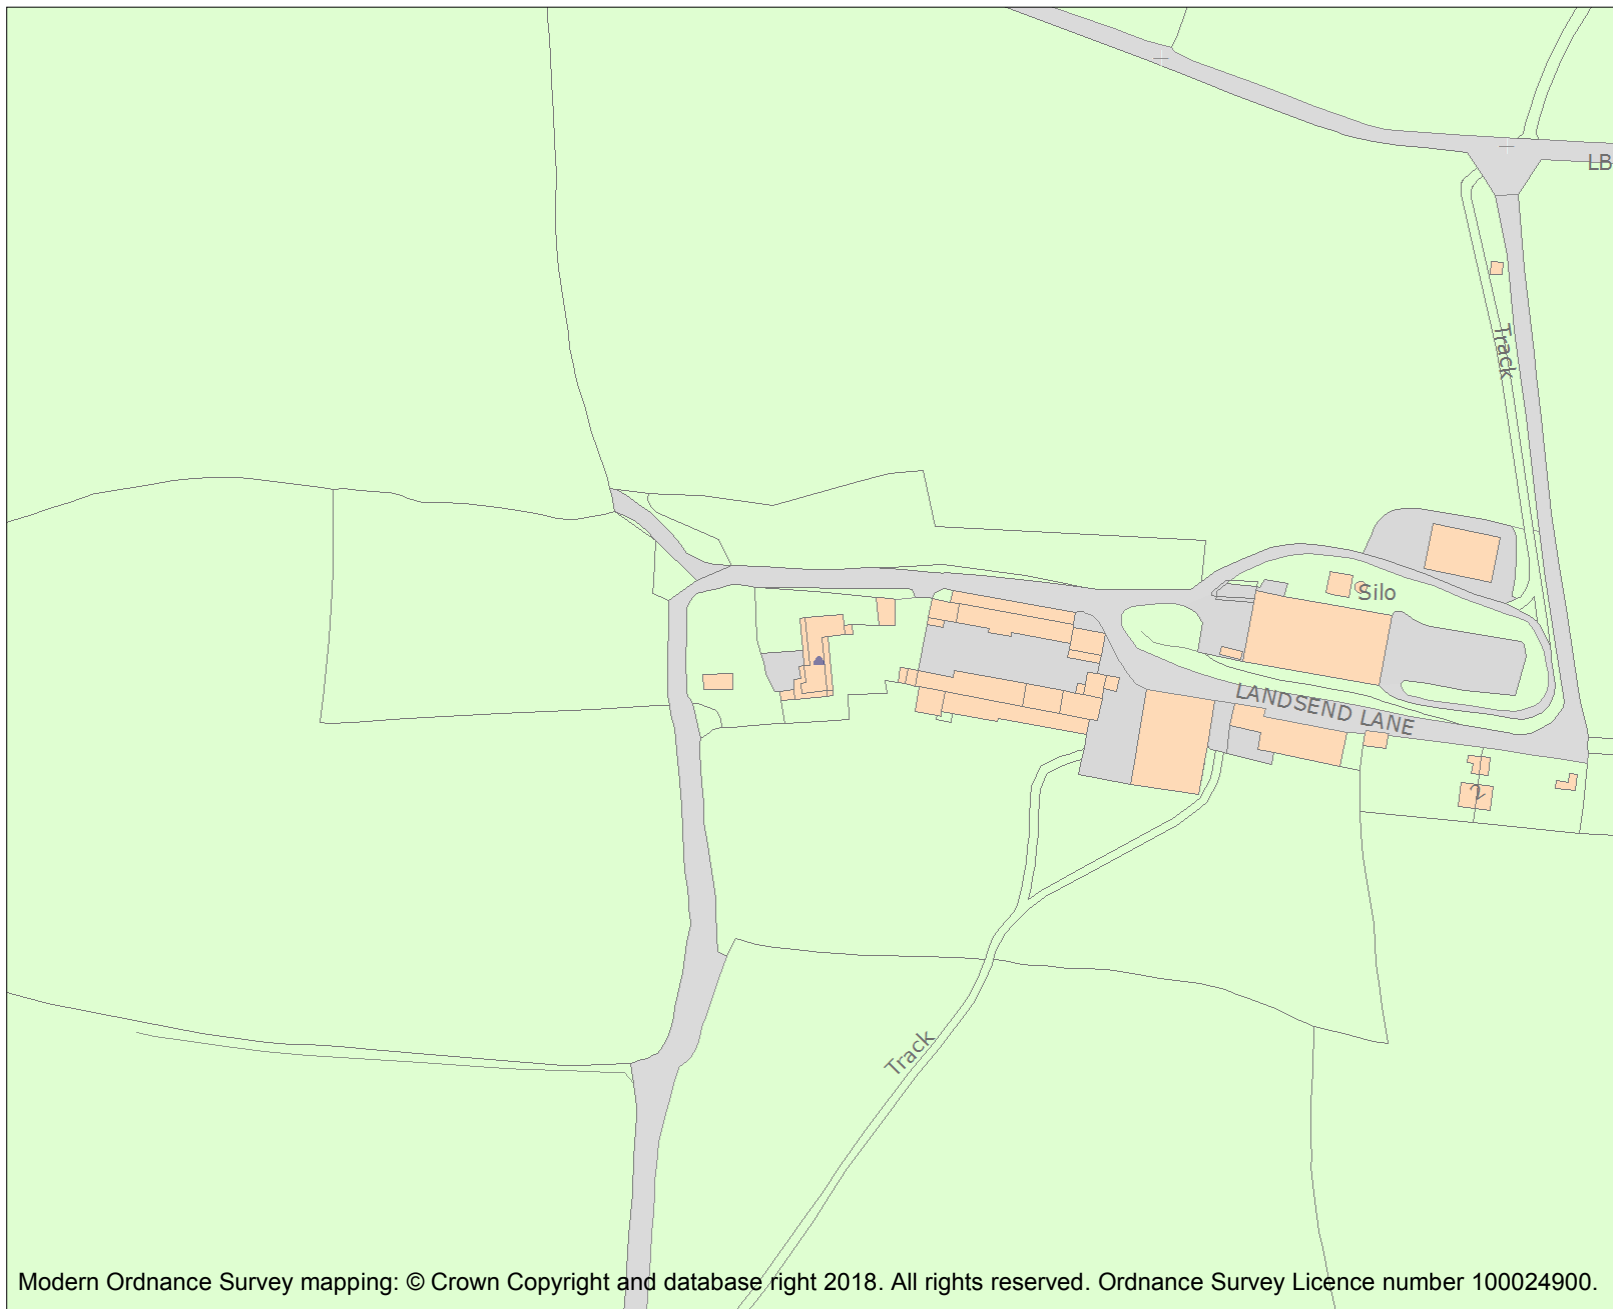 LB
Track
Silo
LANDSEND LANE
2
Track
Modern Ordnance Survey mapping: © Crown Copyright and database right 2018. All rights reserved. Ordnance Survey Licence number 100024900.